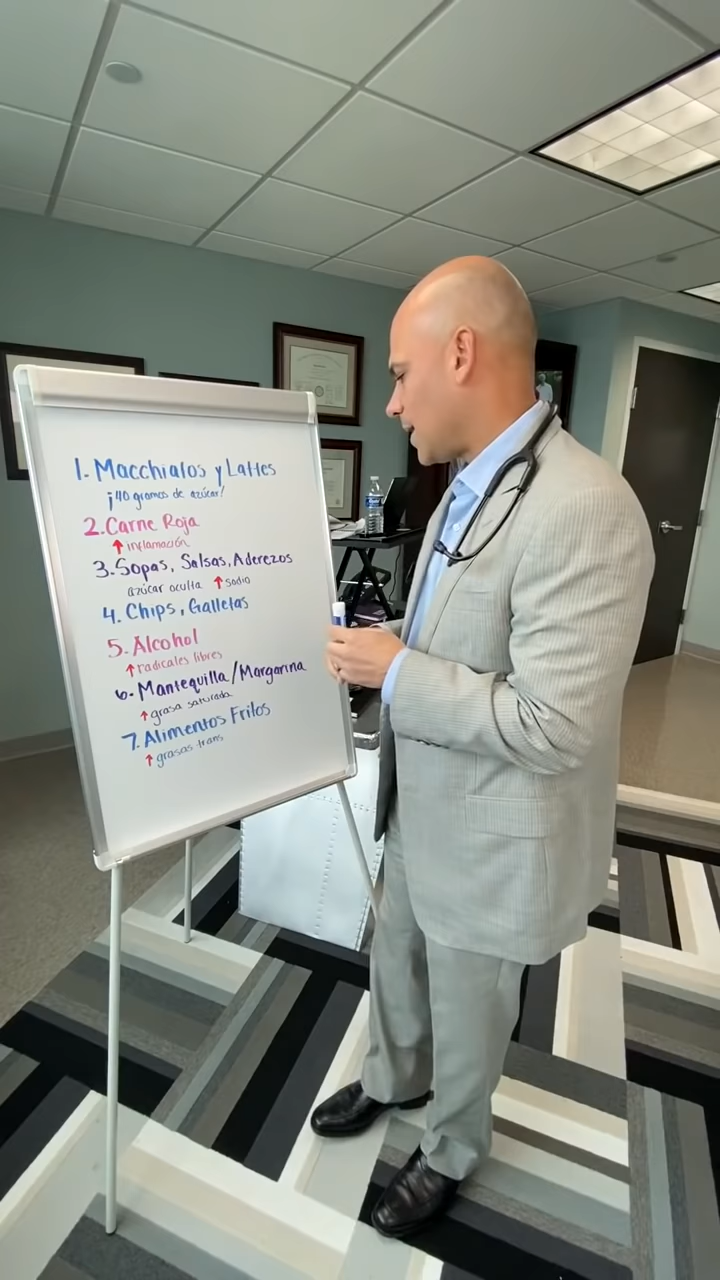 1. Macchiatos y Lattes
¡40 gramos de azúcar!
2. Carne Roja
↑ inflamación
3. Sopas, Salsas, Aderezos
azúcar oculta ↑ sodio
4. Chips, Galletas
5. Alcohol
↑ radicales libres
6. Mantequilla/Margarina
↑ grasa saturada
7. Alimentos Fritos
↑ grasas trans